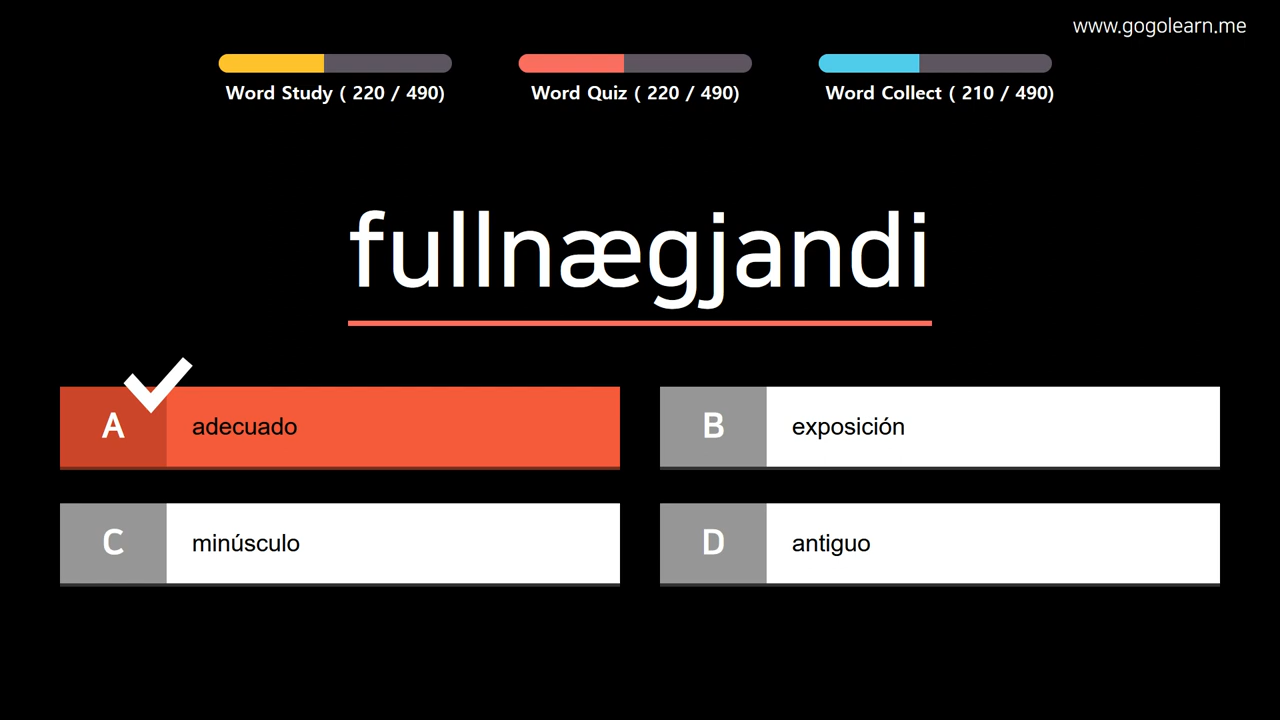 www.gogolearn.me
Word Study ( 220 / 490)
Word Quiz ( 220 / 490)
Word Collect ( 210 / 490)
fullnægjandi
A adecuado
B exposición
C minúsculo
D antiguo